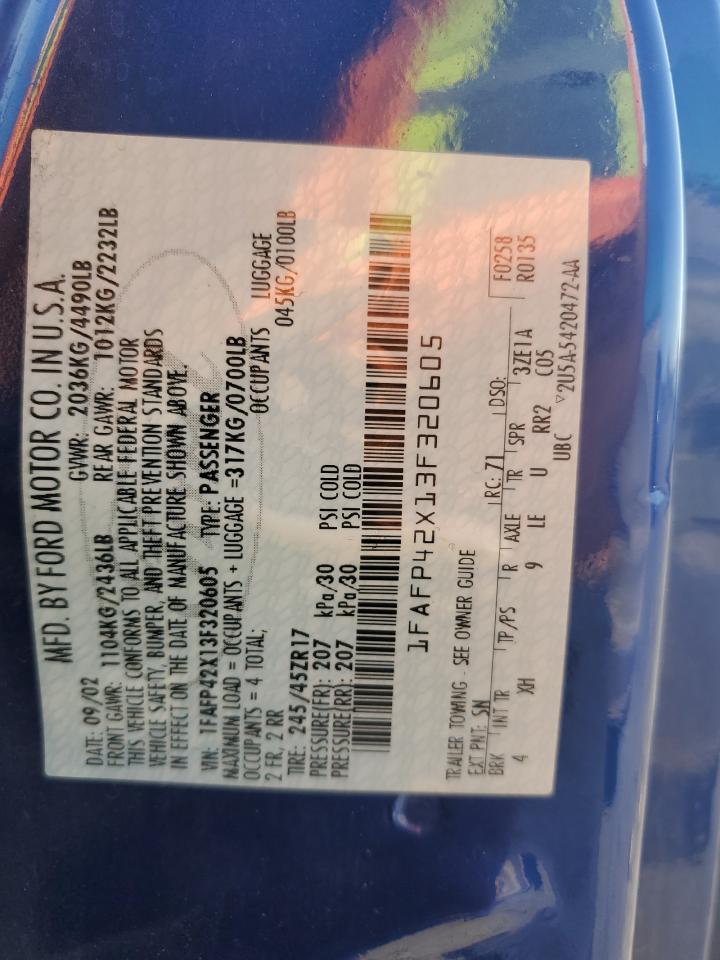 MFD. BY FORD MOTOR CO. IN U.S.A.
DATE: 09/02 GVWR: 2036KG/4490LB
FRONT GAWR: 1104KG/2436LB REAR GAWR: 1012KG/2232LB
THIS VEHICLE CONFORMS TO ALL APPLICABLE FEDERAL MOTOR
VEHICLE SAFETY, BUMPER, AND THEFT PREVENTION STANDARDS
IN EFFECT ON THE DATE OF MANUFACTURE SHOWN ABOVE.
VIN: 1FAFP42X13F320605 TYPE: PASSENGER
MAXIMUM LOAD = OCCUPANTS + LUGGAGE = 317KG/0700LB
OCCUPANTS = 4 TOTAL; OCCUPANTS LUGGAGE
2 FR, 2 RR 045KG/0100LB
TIRE: 245/45ZR17
PRESSURE(FR): 207 kPa/30 PSI COLD
PRESSURE(RR): 207 kPa/30 PSI COLD
1FAFP42X13F320605
TRAILER TOWING - SEE OWNER GUIDE
EXT PNT: SN RC: 71 DSO: F0258
BRK INT TR TP/PS R AXLE TR SPR 3ZE1A R0135
4 XH 9 LE U RR2 C05
UBC ▽2U5A-5420472-AA